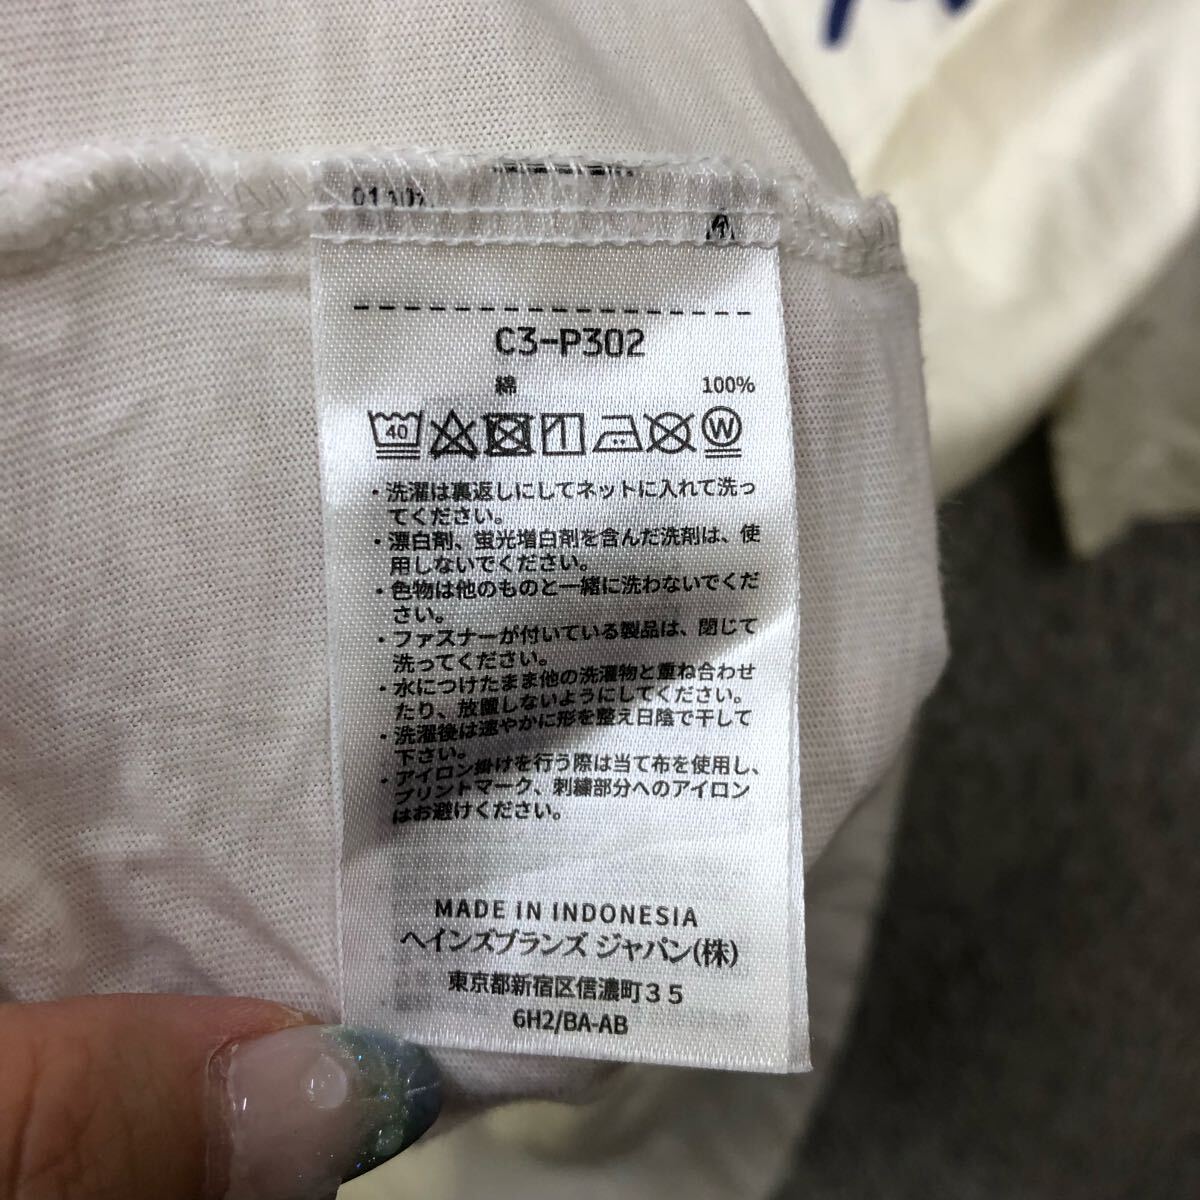 C3-P302
綿 100%
40
W
・洗濯は裏返しにしてネットに入れて洗っ
てください。
・漂白剤、蛍光増白剤を含んだ洗剤は、使
用しないでください。
・色物は他のものと一緒に洗わないでくだ
さい。
・ファスナーが付いている製品は、閉じて
洗ってください。
・水につけたまま他の洗濯物と重ね合わせ
たり、放置しないようにしてください。
・洗濯後は速やかに形を整え日陰で干して
下さい。
・アイロン掛けを行う際は当て布を使用し、
プリントマーク、刺繍部分へのアイロン
はお避けください。
MADE IN INDONESIA
ヘインズブランズ ジャパン(株)
東京都新宿区信濃町３５
6H2/BA-AB